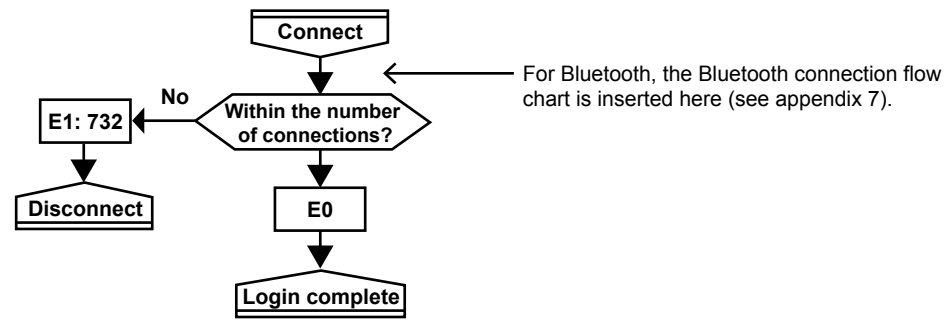 Connect
For Bluetooth, the Bluetooth connection flow
chart is inserted here (see appendix 7).
No
Within the number
of connections?
E1: 732
Disconnect
E0
Login complete